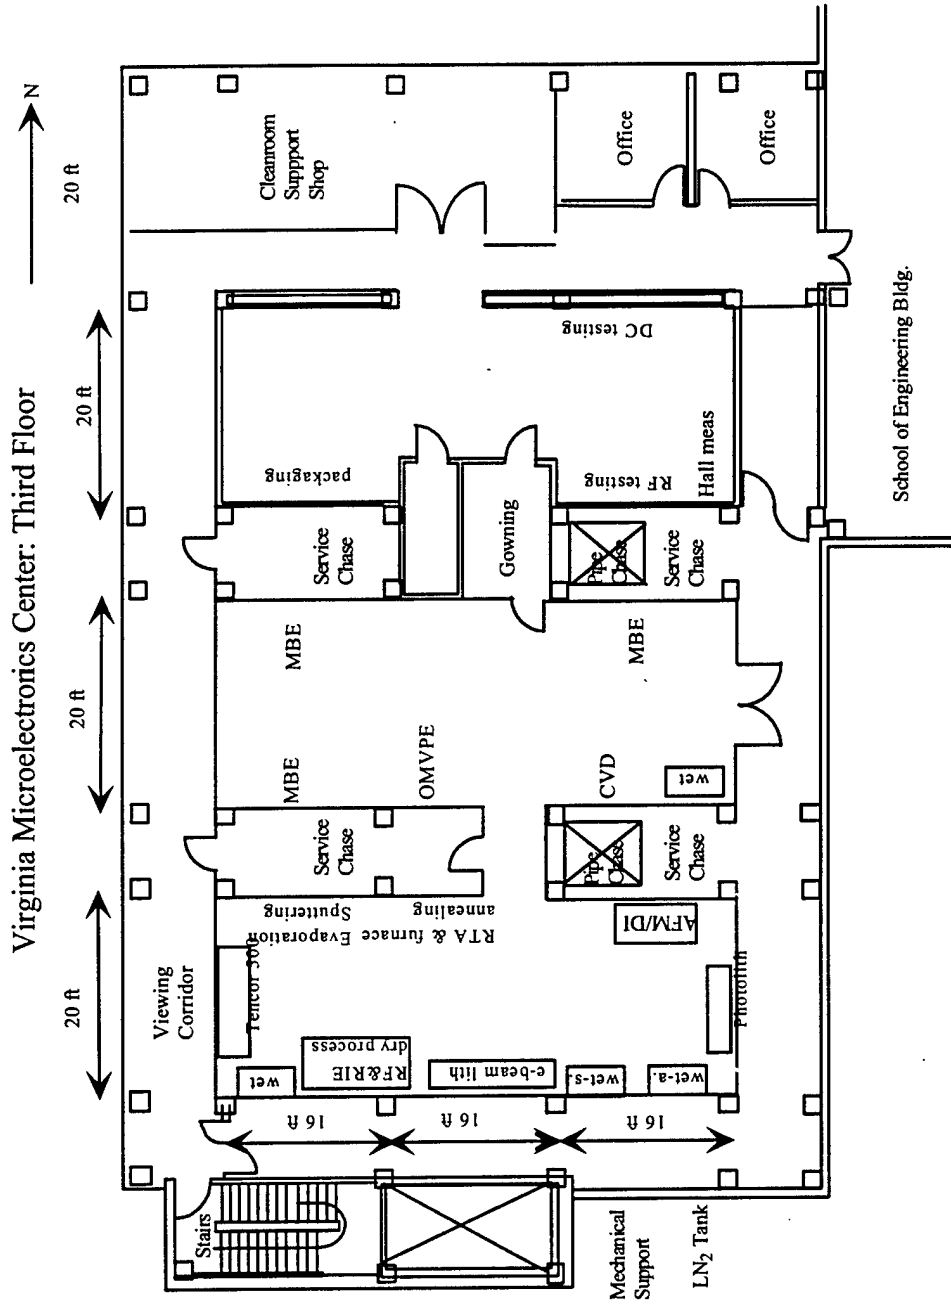 Virginia Microelectronics Center: Third Floor
N
20 ft
20 ft
20 ft
20 ft
Cleanroom
Suppport
Shop
Office
Office
School of Engineering Bldg.
DC testing
packaging
RF testing
Hall meas
Service
Chase
Gowning
Pipe
Chase
Service
Chase
MBE
MBE
MBE
OMVPE
CVD
wet
Service
Chase
Pipe
Chase
Service
Chase
Viewing
Corridor
Sputtering
Evaporation
RTA & furnace
annealing
AFM/DI
Tencor 500
Photolith
wet
RF&RIE
dry process
e-beam lith
wet-s.
wet-a.
16 ft
16 ft
16 ft
Stairs
Mechanical
Support
LN2 Tank